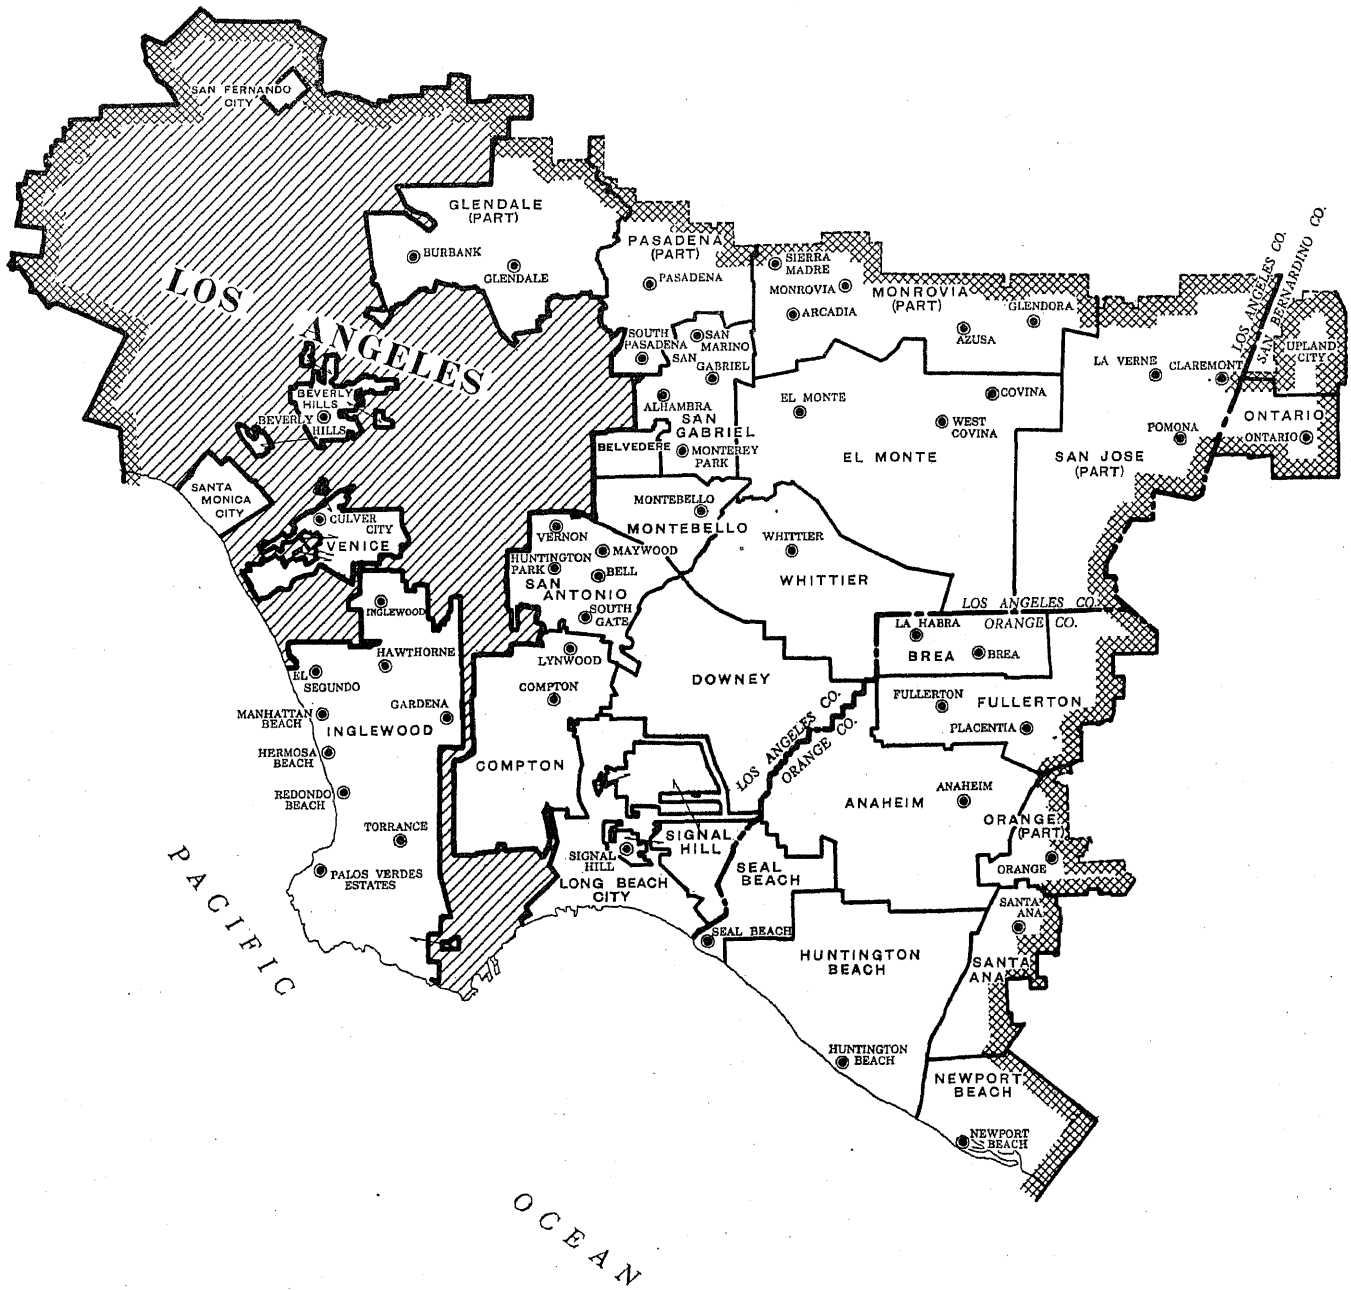 SAN FERNANDO
CITY
GLENDALE
(PART)
BURBANK
GLENDALE
PASADENA
(PART)
PASADENA
SIERRA
MADRE
MONROVIA
MONROVIA
(PART)
ARCADIA
GLENDORA
AZUSA
LOS ANGELES CO.
SAN BERNARDINO CO.
UPLAND
CITY
LOS
ANGELES
SOUTH
PASADENA
SAN
MARINO
SAN
GABRIEL
LA VERNE
CLAREMONT
BEVERLY
HILLS
BEVERLY
HILLS
ALHAMBRA
SAN
GABRIEL
EL MONTE
COVINA
WEST
COVINA
ONTARIO
ONTARIO
POMONA
BELVEDERE
MONTEREY
PARK
EL MONTE
SAN JOSE
(PART)
SANTA
MONICA
CITY
MONTEBELLO
MONTEBELLO
CULVER
CITY
VENICE
VERNON
MAYWOOD
HUNTINGTON
PARK
BELL
SAN
ANTONIO
SOUTH
GATE
WHITTIER
WHITTIER
INGLEWOOD
LOS ANGELES CO.
ORANGE CO.
LA HABRA
BREA
BREA
HAWTHORNE
LYNWOOD
EL
SEGUNDO
COMPTON
DOWNEY
FULLERTON
FULLERTON
PLACENTIA
GARDENA
MANHATTAN
BEACH
INGLEWOOD
HERMOSA
BEACH
COMPTON
LOS ANGELES CO.
ORANGE CO.
REDONDO
BEACH
ANAHEIM
ANAHEIM
ORANGE
(PART)
TORRANCE
SIGNAL
HILL
SIGNAL
HILL
ORANGE
PALOS VERDES
ESTATES
LONG BEACH
CITY
SEAL
BEACH
SANTA
ANA
SEAL BEACH
HUNTINGTON
BEACH
SANTA
ANA
PACIFIC
HUNTINGTON
BEACH
NEWPORT
BEACH
NEWPORT
BEACH
OCEAN